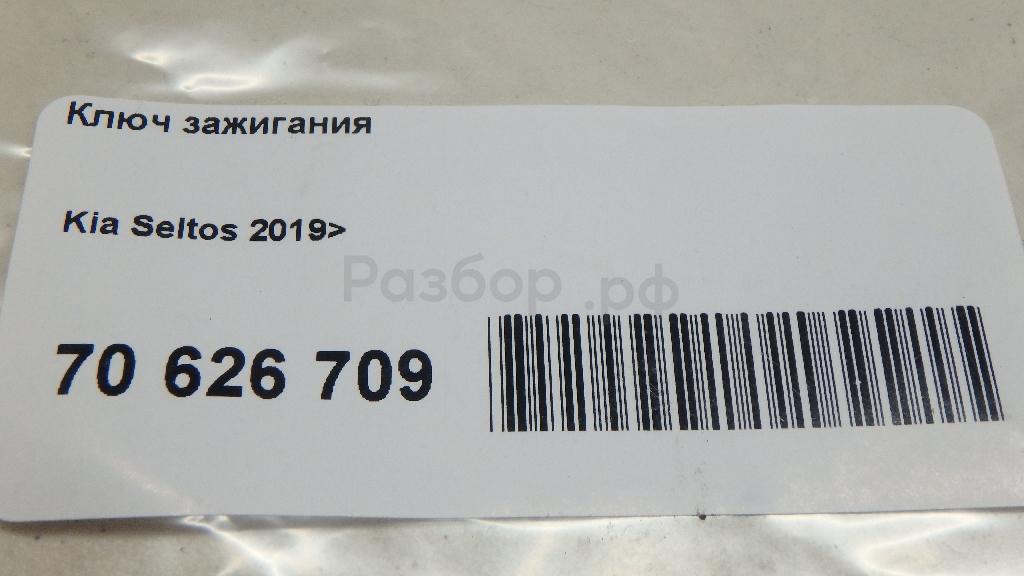 Ключ зажигания
Kia Seltos 2019>
Разбор.рф
70 626 709